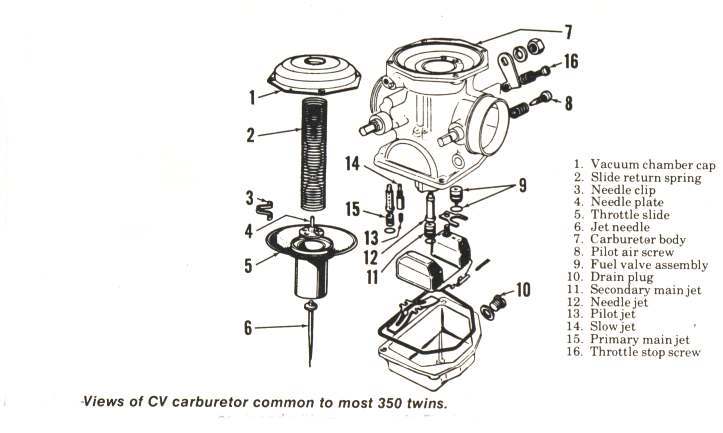 7
16
1
8
2
14
3
9
15
4
13
12
5
11
10
6
1. Vacuum chamber cap
2. Slide return spring
3. Needle clip
4. Needle plate
5. Throttle slide
6. Jet needle
7. Carburetor body
8. Pilot air screw
9. Fuel valve assembly
10. Drain plug
11. Secondary main jet
12. Needle jet
13. Pilot jet
14. Slow jet
15. Primary main jet
16. Throttle stop screw
Views of CV carburetor common to most 350 twins.